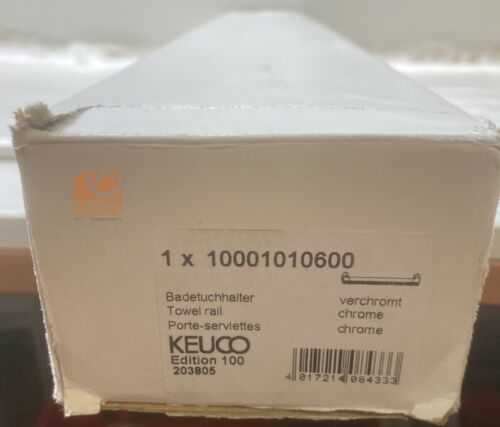 1 x 10001010600
Badetuchhalter verchromt
Towel rail chrome
Porte-serviettes chrome
KEUCO
Edition 100
203805
4 017214 084333